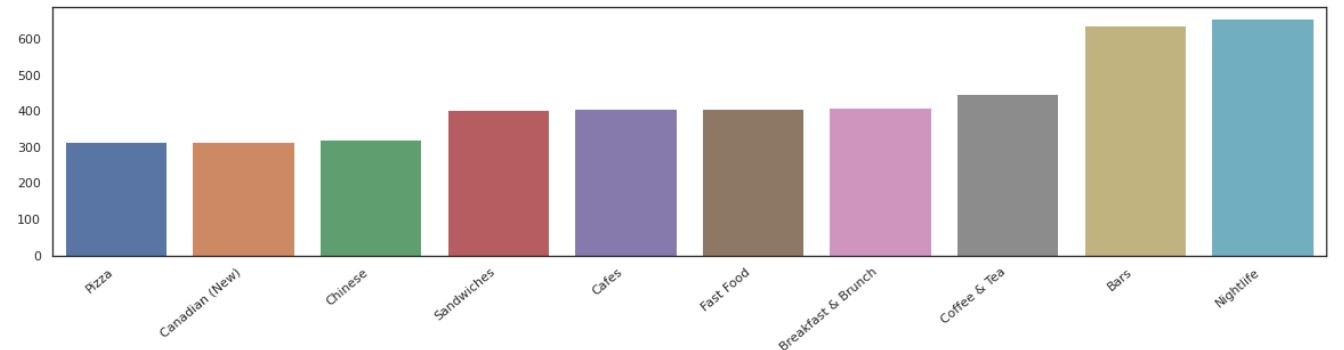 600
500
400
300
200
100
0
Pizza
Canadian (New)
Chinese
Sandwiches
Cafes
Fast Food
Breakfast & Brunch
Coffee & Tea
Bars
Nightlife